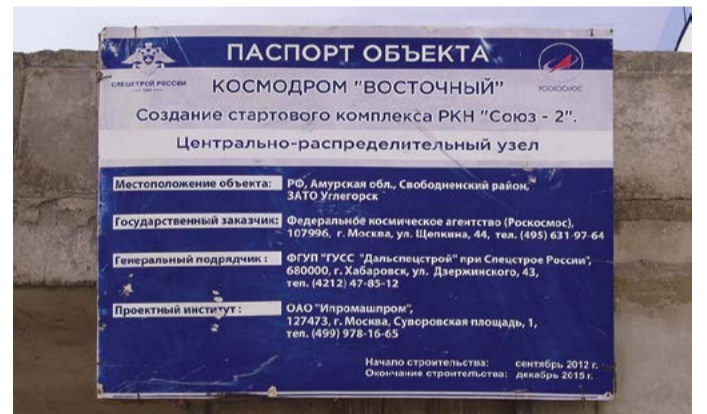 ПАСПОРТ ОБЪЕКТА
СПЕЦСТРОЙ РОССИИ
РОСКОСМОС
КОСМОДРОМ "ВОСТОЧНЫЙ"
Создание стартового комплекса РКН "Союз - 2".
Центрально-распределительный узел
Местоположение объекта: РФ, Амурская обл., Свободненский район,
ЗАТО Углегорск
Государственный заказчик: Федеральное космическое агентство (Роскосмос),
107996, г. Москва, ул. Щепкина, 44, тел. (495) 631-97-64
Генеральный подрядчик : ФГУП "ГУСС "Дальспецстрой" при Спецстрое России",
680000, г. Хабаровск, ул. Дзержинского, 43,
тел. (4212) 47-85-12
Проектный институт : ОАО "Ипромашпром",
127473, г. Москва, Суворовская площадь, 1,
тел. (499) 978-16-65
Начало строительства: сентябрь 2012 г.
Окончание строительства: декабрь 2015 г.